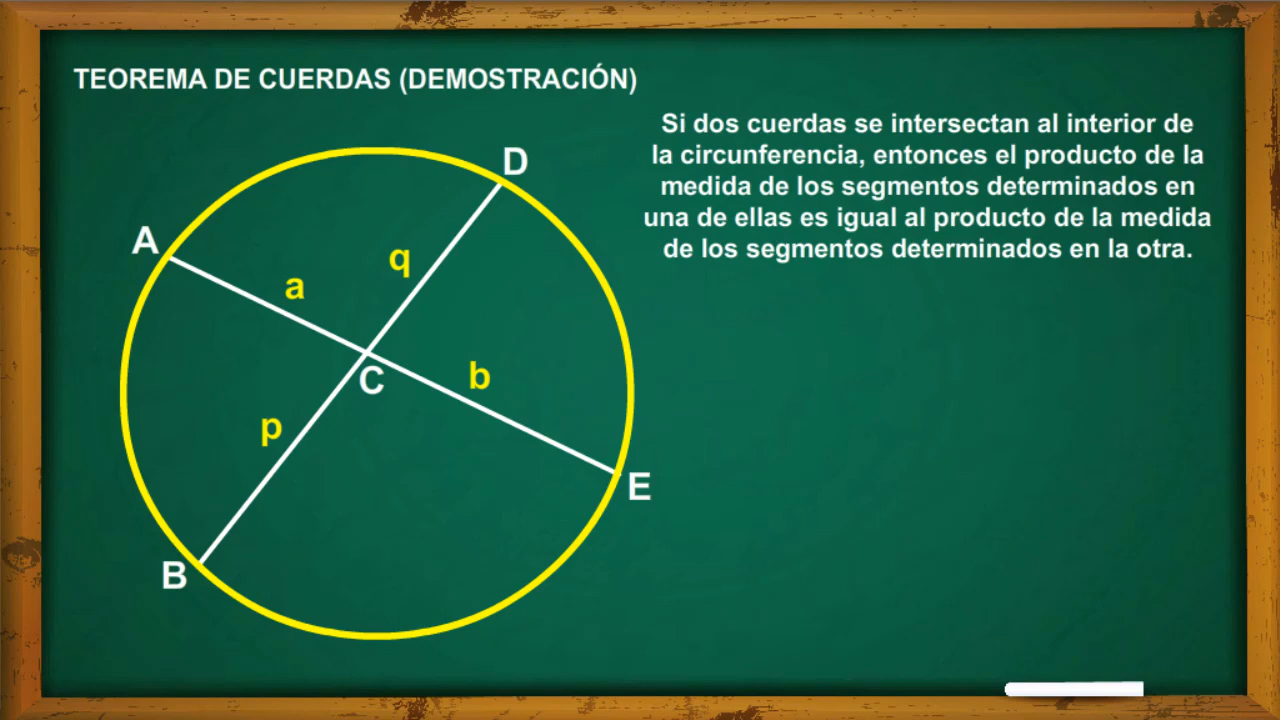 TEOREMA DE CUERDAS (DEMOSTRACIÓN)
Si dos cuerdas se intersectan al interior de
la circunferencia, entonces el producto de la
medida de los segmentos determinados en
una de ellas es igual al producto de la medida
de los segmentos determinados en la otra.
D
A
q
a
C
b
p
E
B